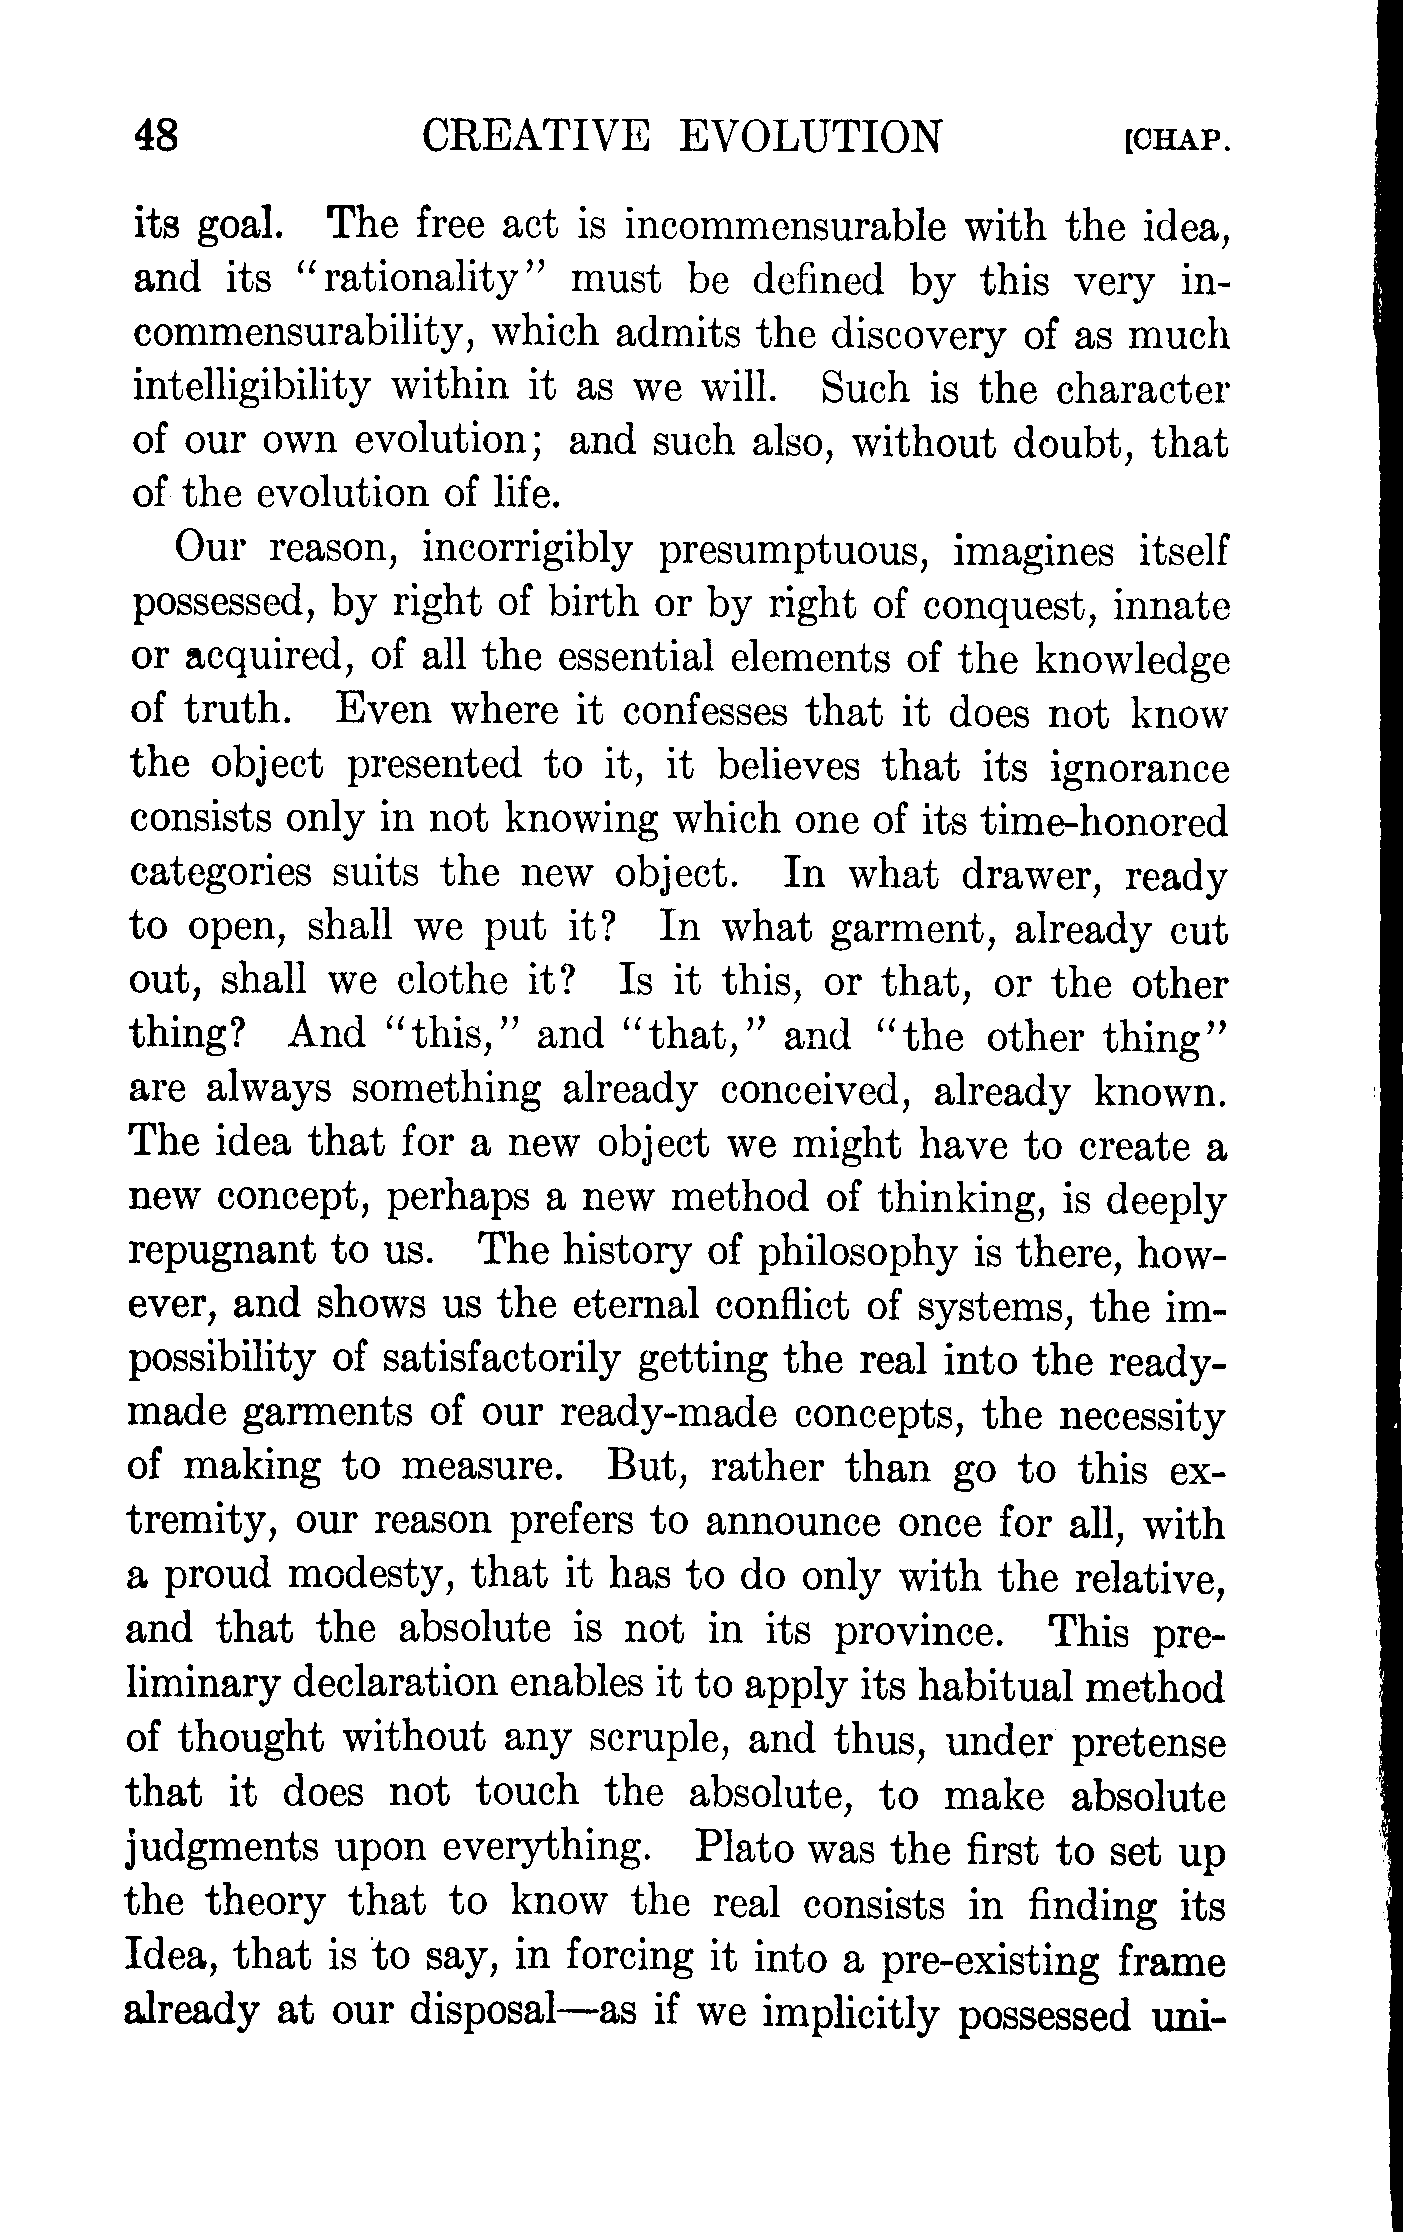 48 CREATIVE EVOLUTION [CHAP.
its goal. The free act is incommensurable with the idea,
and its "rationality" must be defined by this very in-
commensurability, which admits the discovery of as much
intelligibility within it as we will. Such is the character
of our own evolution; and such also, without doubt, that
of the evolution of life.
Our reason, incorrigibly presumptuous, imagines itself
possessed, by right of birth or by right of conquest, innate
or acquired, of all the essential elements of the knowledge
of truth. Even where it confesses that it does not know
the object presented to it, it believes that its ignorance
consists only in not knowing which one of its time-honored
categories suits the new object. In what drawer, ready
to open, shall we put it? In what garment, already cut
out, shall we clothe it? Is it this, or that, or the other
thing? And "this," and "that," and "the other thing"
are always something already conceived, already known.
The idea that for a new object we might have to create a
new concept, perhaps a new method of thinking, is deeply
repugnant to us. The history of philosophy is there, how-
ever, and shows us the eternal conflict of systems, the im-
possibility of satisfactorily getting the real into the ready-
made garments of our ready-made concepts, the necessity
of making to measure. But, rather than go to this ex-
tremity, our reason prefers to announce once for all, with
a proud modesty, that it has to do only with the relative,
and that the absolute is not in its province. This pre-
liminary declaration enables it to apply its habitual method
of thought without any scruple, and thus, under pretense
that it does not touch the absolute, to make absolute
judgments upon everything. Plato was the first to set up
the theory that to know the real consists in finding its
Idea, that is to say, in forcing it into a pre-existing frame
already at our disposal—as if we implicitly possessed uni-